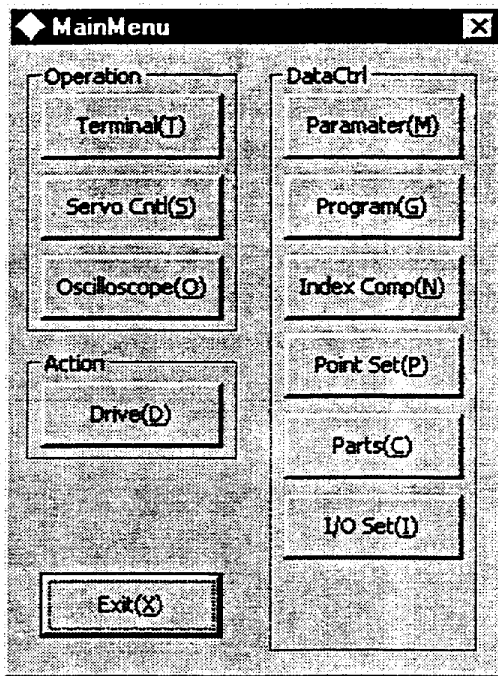 MainMenu
Operation
Terminal(T)
Servo Cntl(S)
Oscilloscope(O)
Action
Drive(D)
Exit(X)
DataCtrl
Paramater(M)
Program(G)
Index Comp(N)
Point Set(P)
Parts(C)
I/O Set(I)